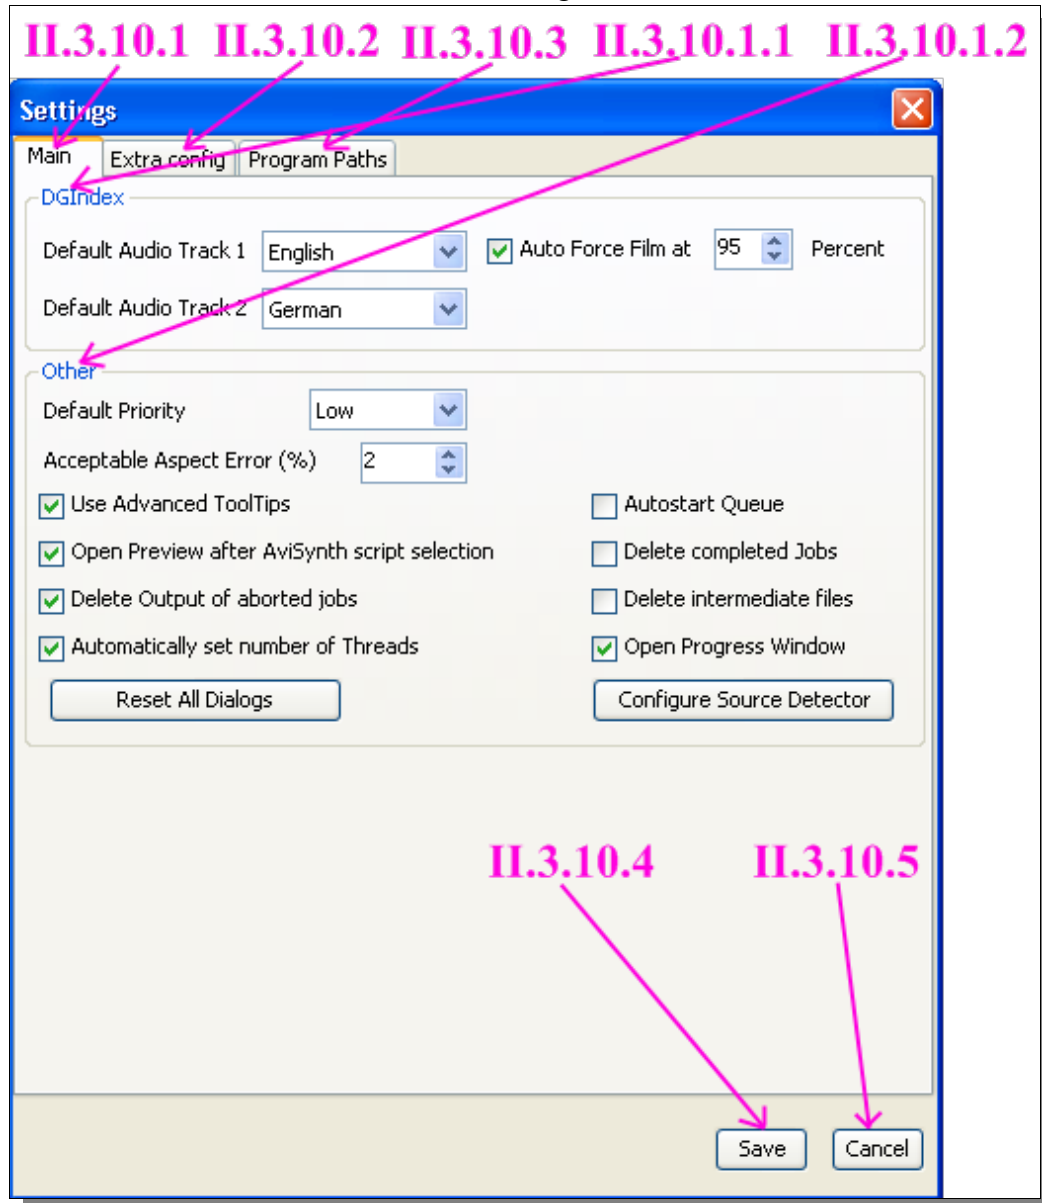 II.3.10.1 II.3.10.2 II.3.10.3 II.3.10.1.1 II.3.10.1.2
Settings
Main Extra config Program Paths
DGIndex
Default Audio Track 1 English Auto Force Film at 95 Percent
Default Audio Track 2 German
Other
Default Priority Low
Acceptable Aspect Error (%) 2
Use Advanced ToolTips Autostart Queue
Open Preview after AviSynth script selection Delete completed Jobs
Delete Output of aborted jobs Delete intermediate files
Automatically set number of Threads Open Progress Window
Reset All Dialogs Configure Source Detector
II.3.10.4 II.3.10.5
Save Cancel